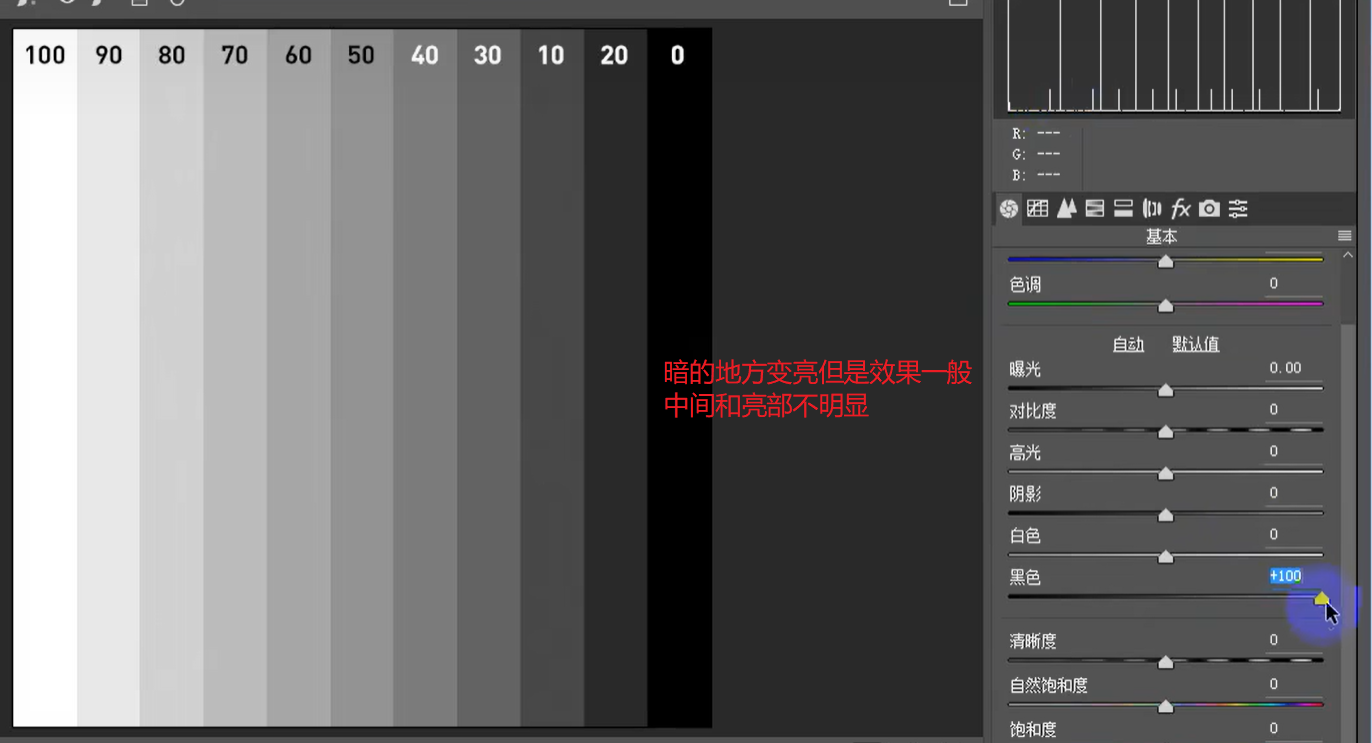 100 90 80 70 60 50 40 30 10 20 0
R: ---
G: ---
B: ---
fx
基本
色调 0
自动 默认值
曝光 0.00
对比度 0
高光 0
阴影 0
白色 0
黑色 +100
清晰度 0
自然饱和度 0
饱和度 0
暗的地方变亮但是效果一般
中间和亮部不明显